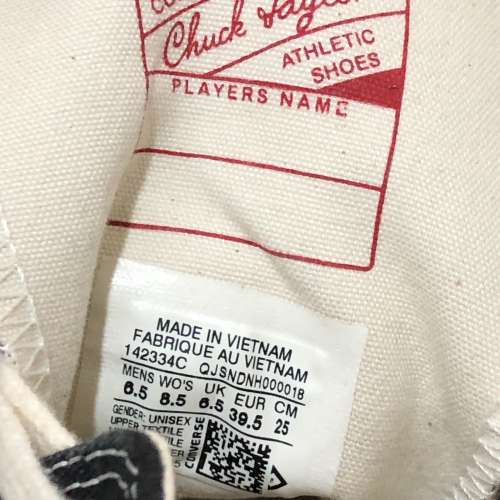 Chuck Taylor
ATHLETIC
SHOES
PLAYERS NAME
MADE IN VIETNAM
FABRIQUE AU VIETNAM
142334C QJSNDNH000018
MENS WO'S UK EUR CM
6.5 8.5 6.5 39.5 25
GENDER: UNISEX
UPPER TEXTILE
TEXTILE
CONVERSE